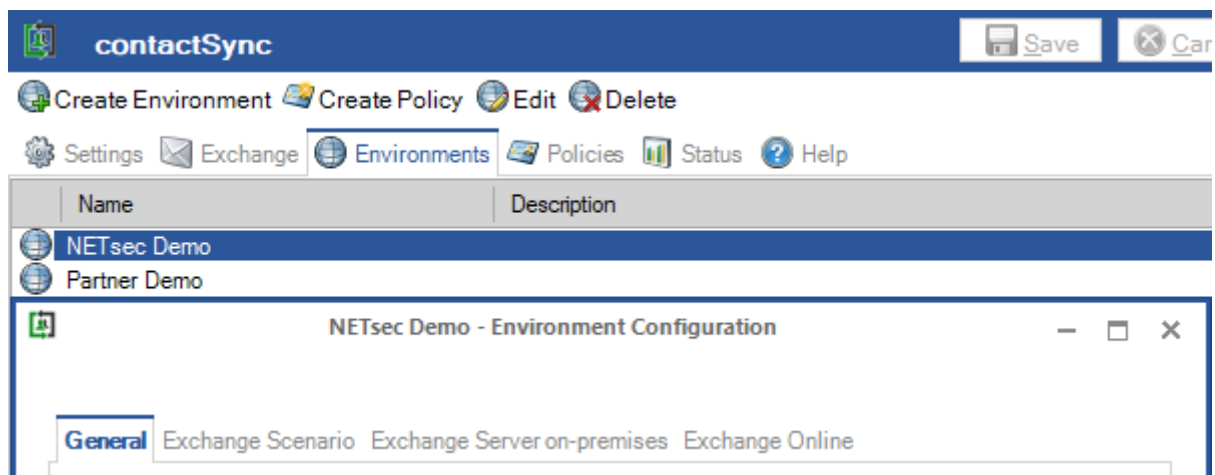 contactSync Save Can
Create Environment Create Policy Edit Delete
Settings Exchange Environments Policies Status Help
Name Description
NETsec Demo
Partner Demo
NETsec Demo - Environment Configuration
General Exchange Scenario Exchange Server on-premises Exchange Online